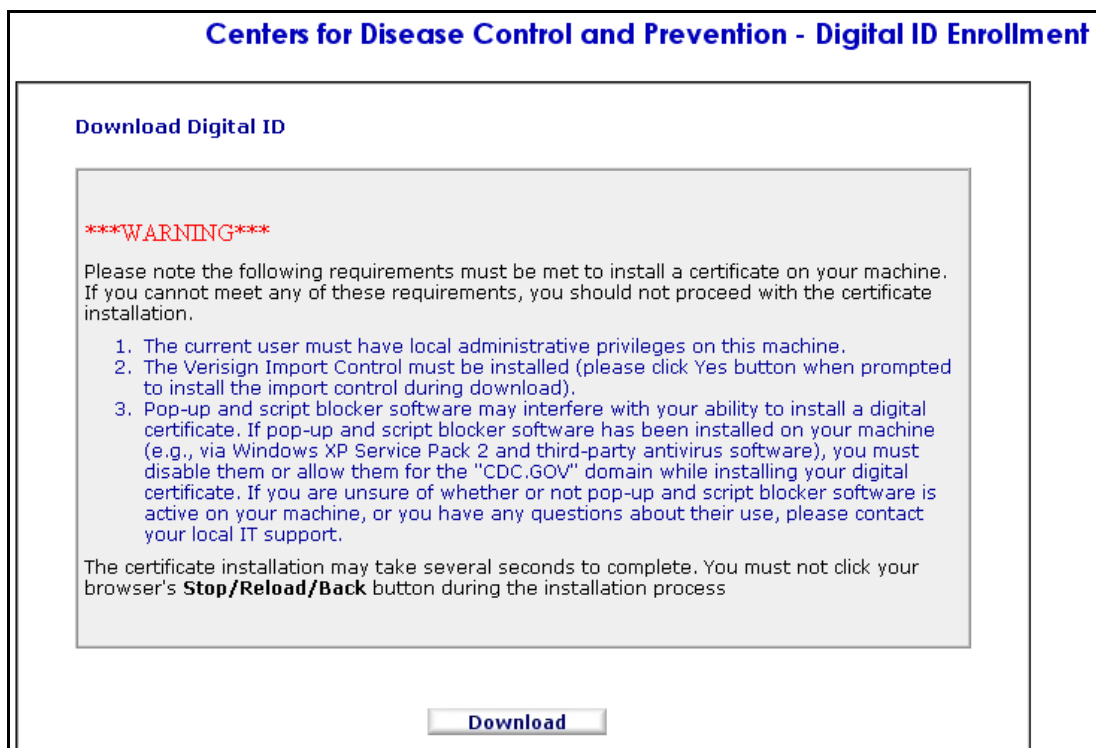 Centers for Disease Control and Prevention - Digital ID Enrollment
Download Digital ID
***WARNING***
Please note the following requirements must be met to install a certificate on your machine.
If you cannot meet any of these requirements, you should not proceed with the certificate
installation.
1. The current user must have local administrative privileges on this machine.
2. The Verisign Import Control must be installed (please click Yes button when prompted
to install the import control during download).
3. Pop-up and script blocker software may interfere with your ability to install a digital
certificate. If pop-up and script blocker software has been installed on your machine
(e.g., via Windows XP Service Pack 2 and third-party antivirus software), you must
disable them or allow them for the "CDC.GOV" domain while installing your digital
certificate. If you are unsure of whether or not pop-up and script blocker software is
active on your machine, or you have any questions about their use, please contact
your local IT support.
The certificate installation may take several seconds to complete. You must not click your
browser's Stop/Reload/Back button during the installation process
Download